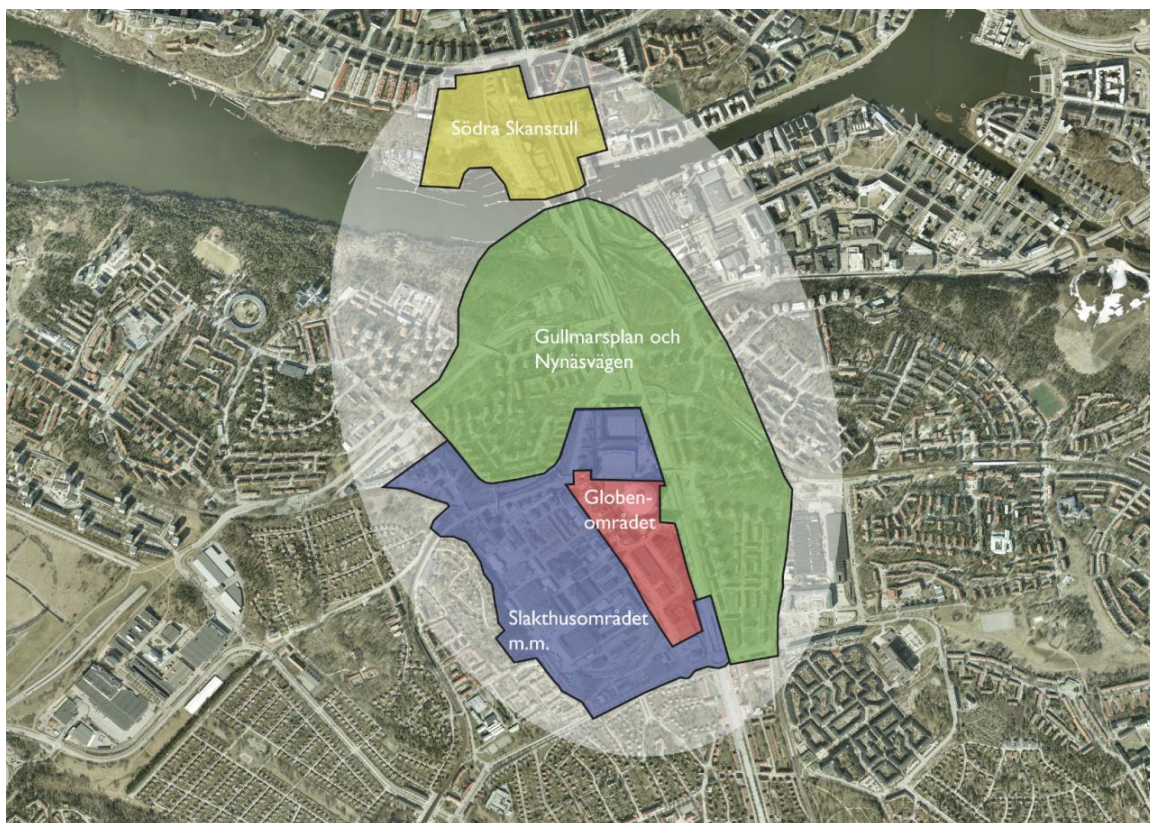 Södra Skanstull
Gullmarsplan och
Nynäsvägen
Globen-
området
Slakthusområdet
m.m.